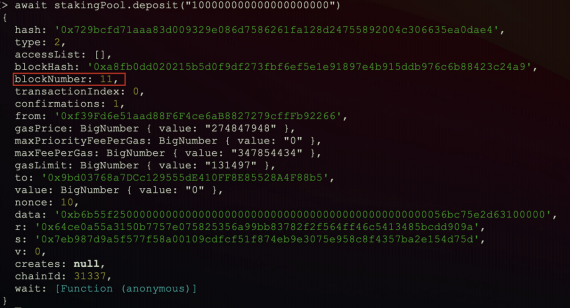 > await stakingPool.deposit("100000000000000000000")
{
hash: '0x729bcfd71aaa83d009329e086d7586261fa128d24755892004c306635ea0dae4',
type: 2,
accessList: [],
blockHash: '0xa8fb0dd020215b5d0f9df273fbf6ef5e1e91897e4b915ddb976c6b88423c24a9',
blockNumber: 11,
transactionIndex: 0,
confirmations: 1,
from: '0xf39Fd6e51aad88F6F4ce6aB8827279cffFb92266',
gasPrice: BigNumber { value: "274847948" },
maxPriorityFeePerGas: BigNumber { value: "0" },
maxFeePerGas: BigNumber { value: "347854434" },
gasLimit: BigNumber { value: "131497" },
to: '0x9bd03768a7DCc129555dE410FF8E85528A4F88b5',
value: BigNumber { value: "0" },
nonce: 10,
data: '0xb6b55f250000000000000000000000000000000000000000000000056bc75e2d63100000',
r: '0x64ce0a55a3150b7757e075825356a99bb83782f2f564ff46c5413485bcdd909a',
s: '0x7eb987d9a5f577f58a00109cdfcf51f874eb9e3075e958c8f4357ba2e154d75d',
v: 0,
creates: null,
chainId: 31337,
wait: [Function (anonymous)]
}